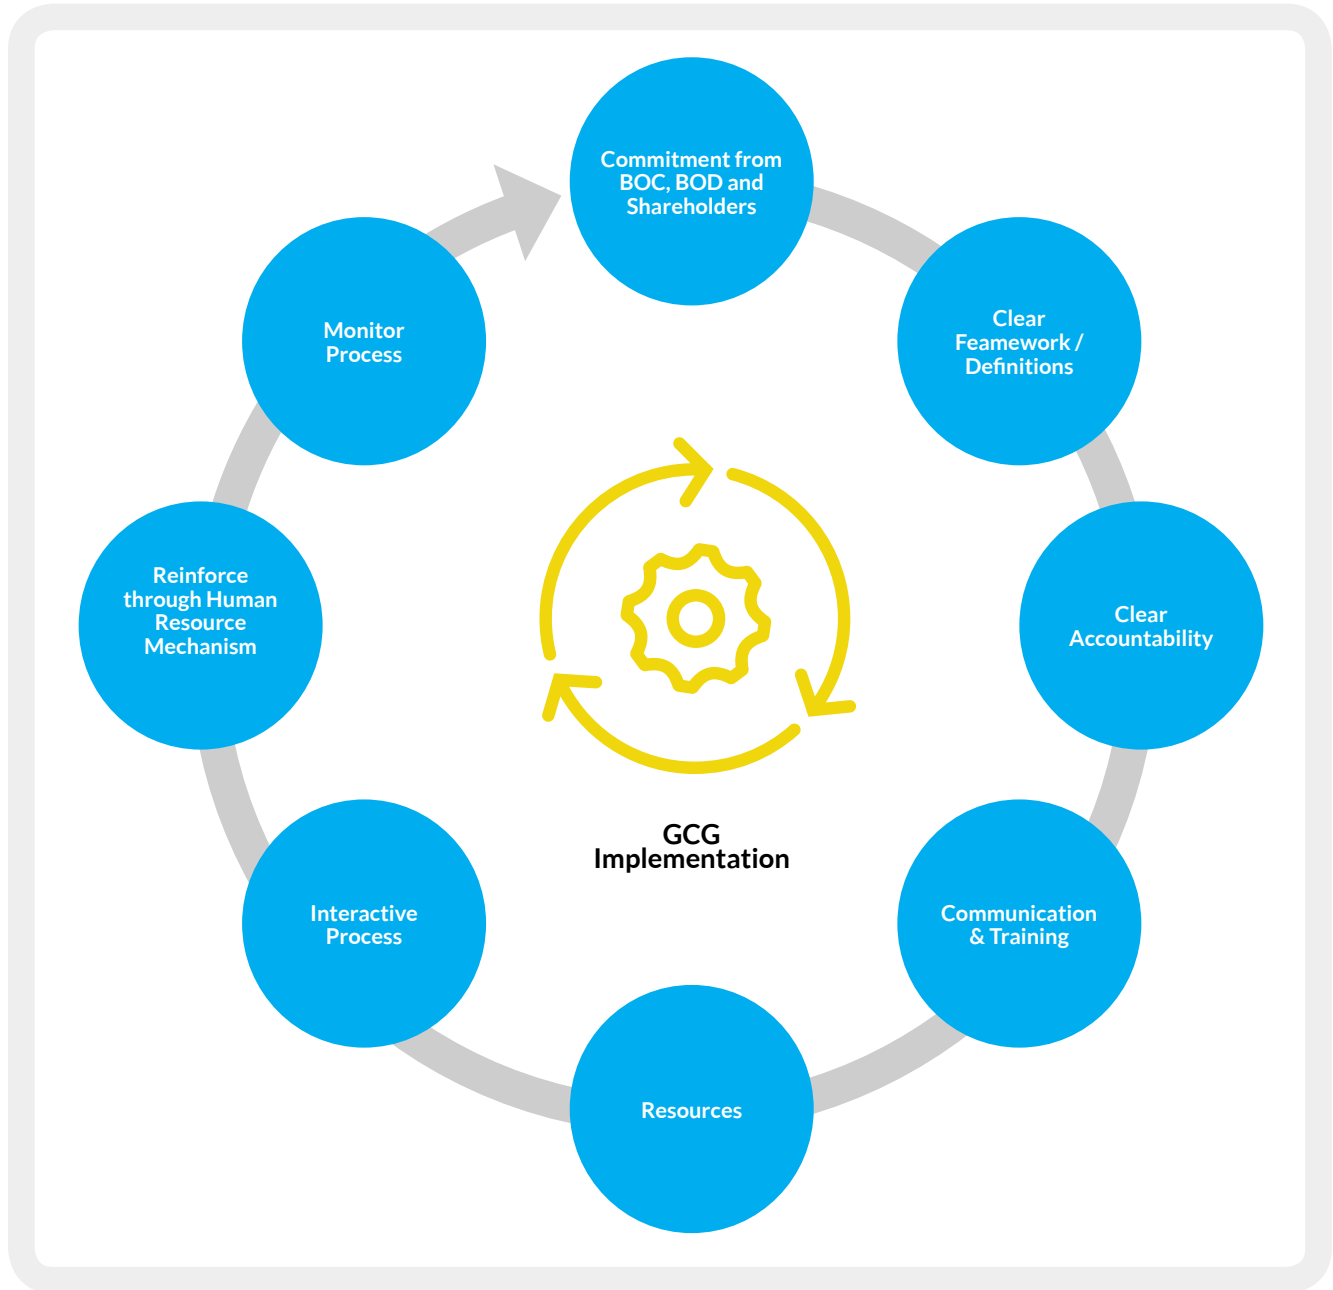 Commitment from
BOC, BOD and
Shareholders
Clear
Feamework /
Definitions
Clear
Accountability
Communication
& Training
Resources
Interactive
Process
Reinforce
through Human
Resource
Mechanism
Monitor
Process
GCG
Implementation